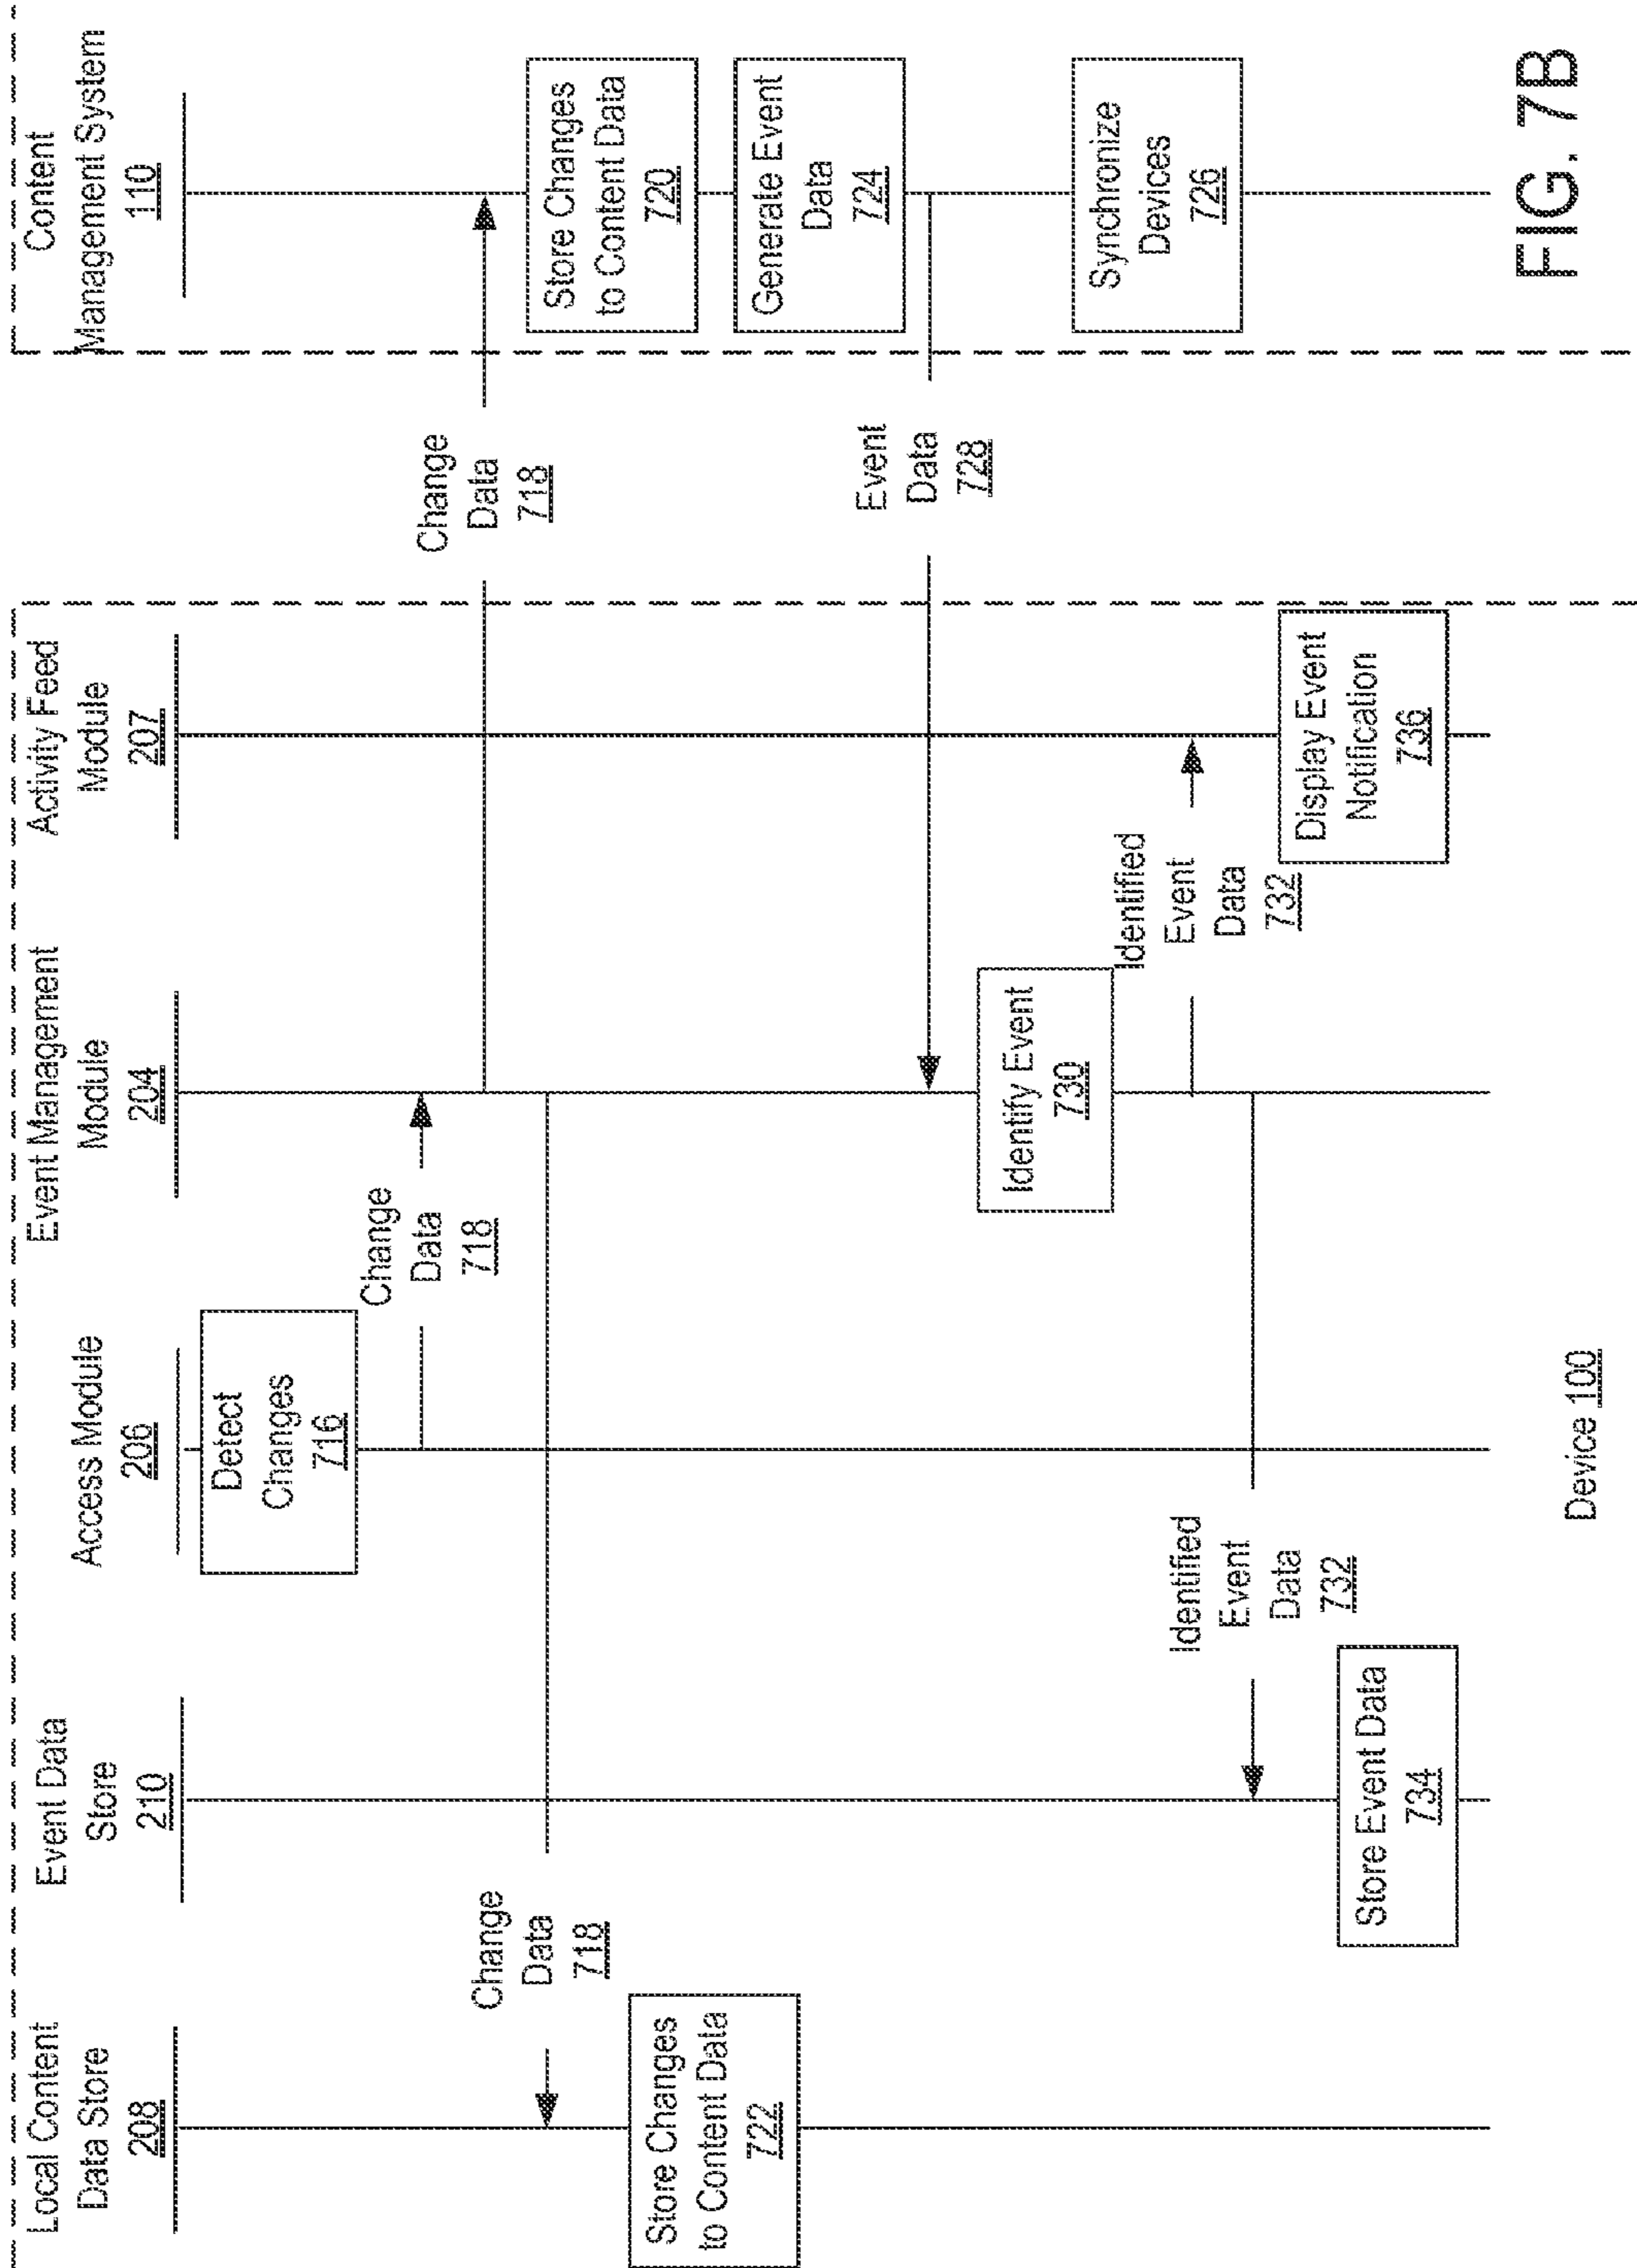 Local Content
Data Store
208
Event Data
Store
210
Access Module
206
Event Management
Module
204
Activity Feed
Module
207
Content
Management System
110
Detect
Changes
716
Change
Data
718
Change
Data
718
Change
Data
718
Store Changes
to Content Data
720
Store Changes
to Content Data
722
Generate Event
Data
724
Event
Data
728
Identify Event
730
Synchronize
Devices
726
Identified
Event
Data
732
Identified
Event
Data
732
Display Event
Notification
736
Store Event Data
734
Device 100
FIG. 7B